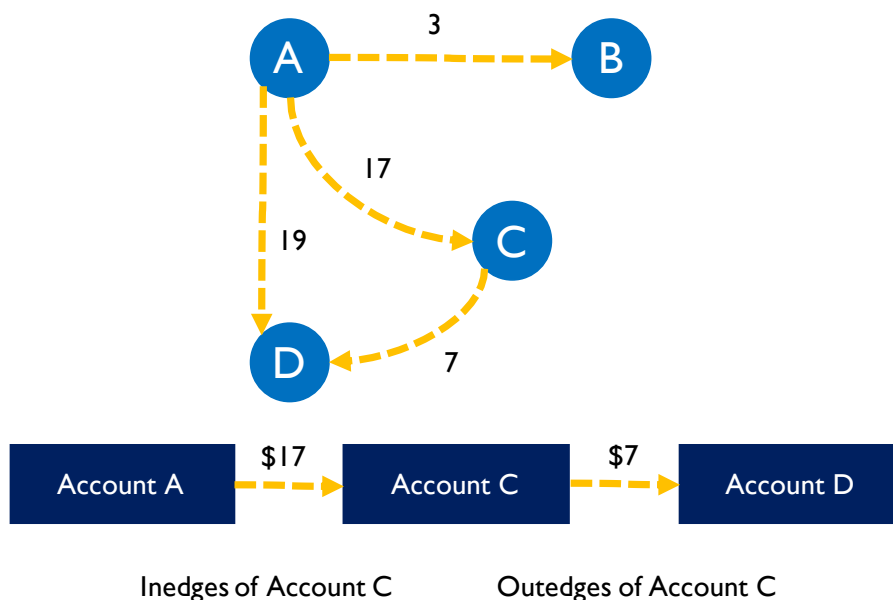 3
A
B
17
C
19
D
7
$17
$7
Account A
Account C
Account D
Inedges of Account C
Outedges of Account C